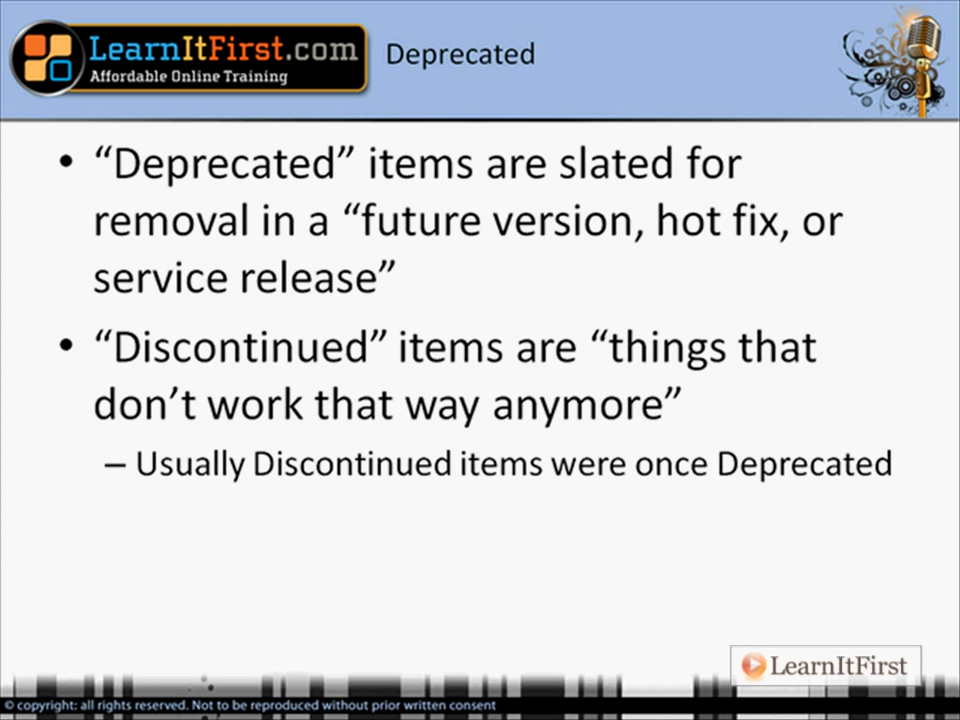 LearnItFirst.com
Affordable Online Training
Deprecated
• “Deprecated” items are slated for
removal in a “future version, hot fix, or
service release”
• “Discontinued” items are “things that
don’t work that way anymore”
– Usually Discontinued items were once Deprecated
LearnItFirst
© copyright: all rights reserved. Not to be reproduced without prior written consent